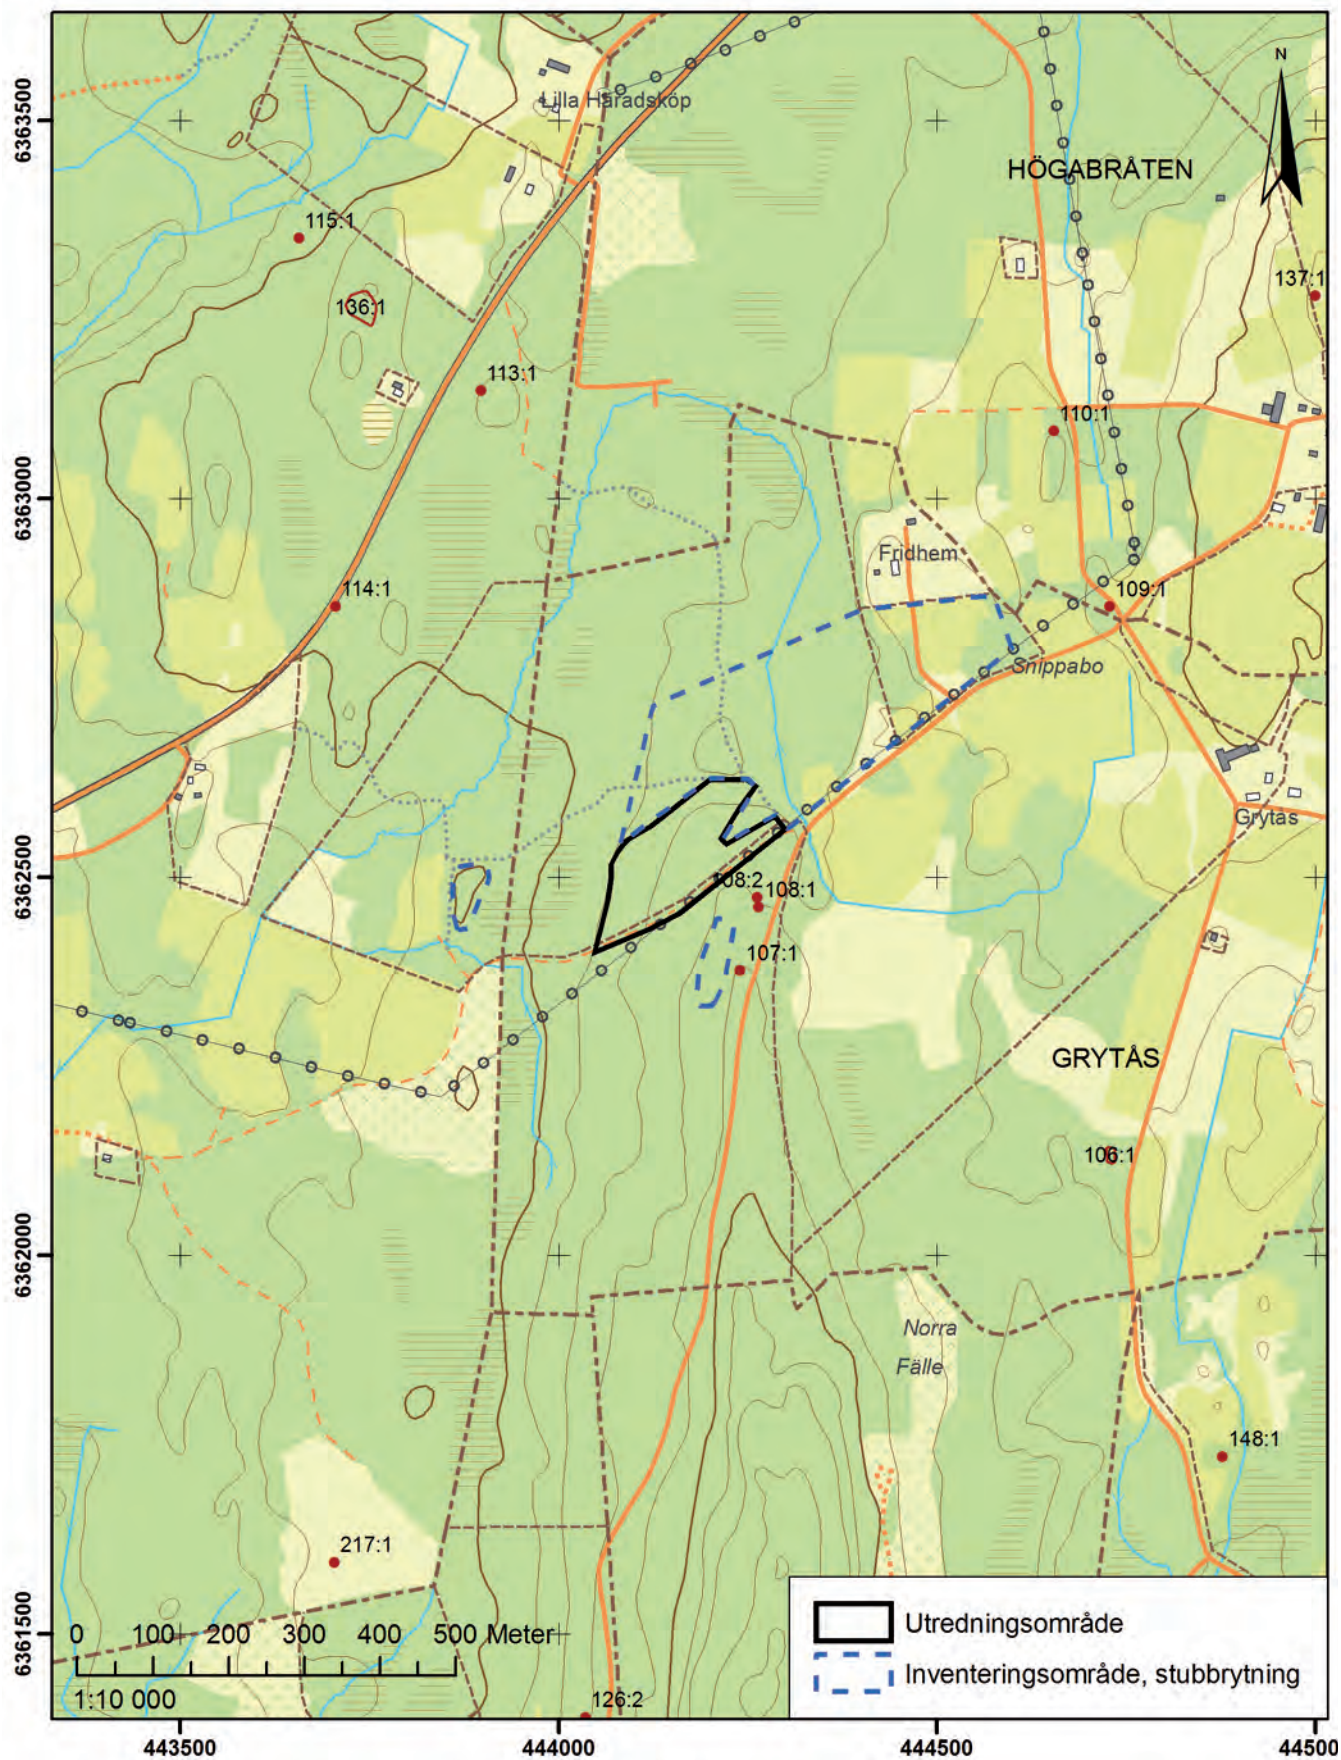 N
6363500
Lilla Häradsköp
HÖGABRÅTEN
115:1
137:1
136:1
113:1
110:1
6363000
Fridhem
114:1
109:1
Snippabo
Grytås
6362500
108:2
108:1
107:1
GRYTÅS
106:1
6362000
Norra
Fälle
148:1
217:1
6361500
0 100 200 300 400 500 Meter
1:10 000
126:2
Utredningsområde
Inventeringsområde, stubbrytning
443500 444000 444500 44500